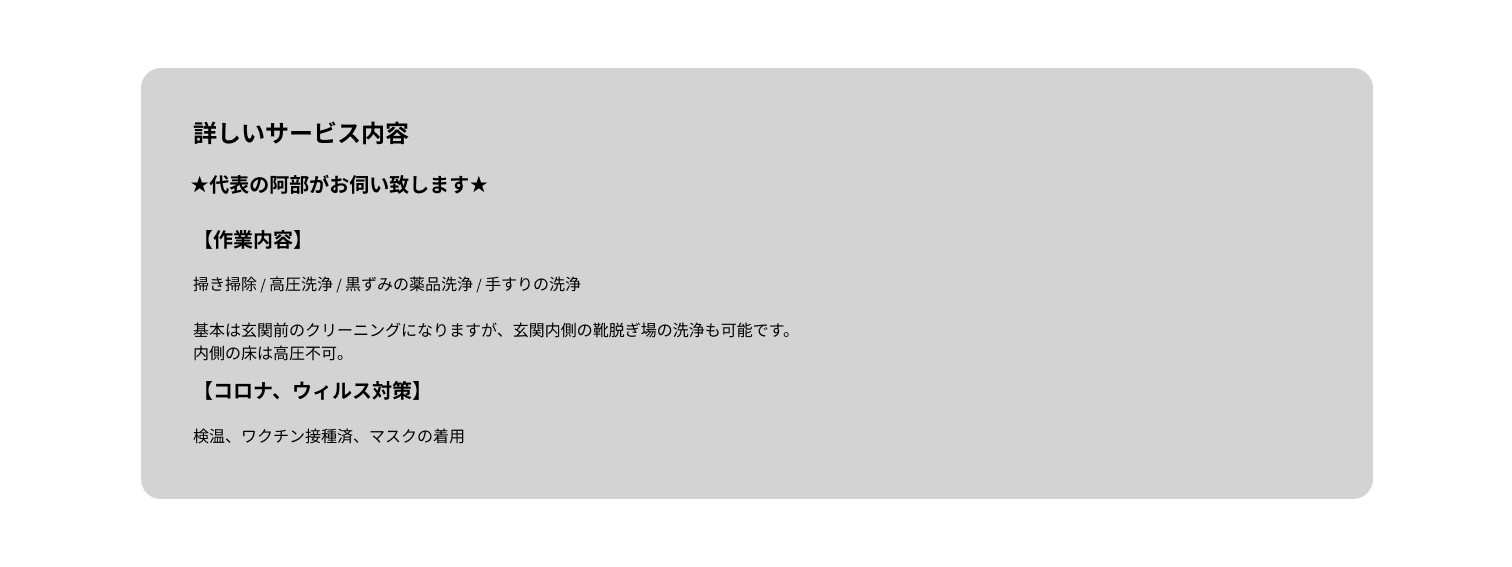 詳しいサービス内容
★代表の阿部がお伺い致します★
【作業内容】
掃き掃除 / 高圧洗浄 / 黒ずみの薬品洗浄 / 手すりの洗浄
基本は玄関前のクリーニングになりますが、玄関内側の靴脱ぎ場の洗浄も可能です。
内側の床は高圧不可。
【コロナ、ウィルス対策】
検温、ワクチン接種済、マスクの着用